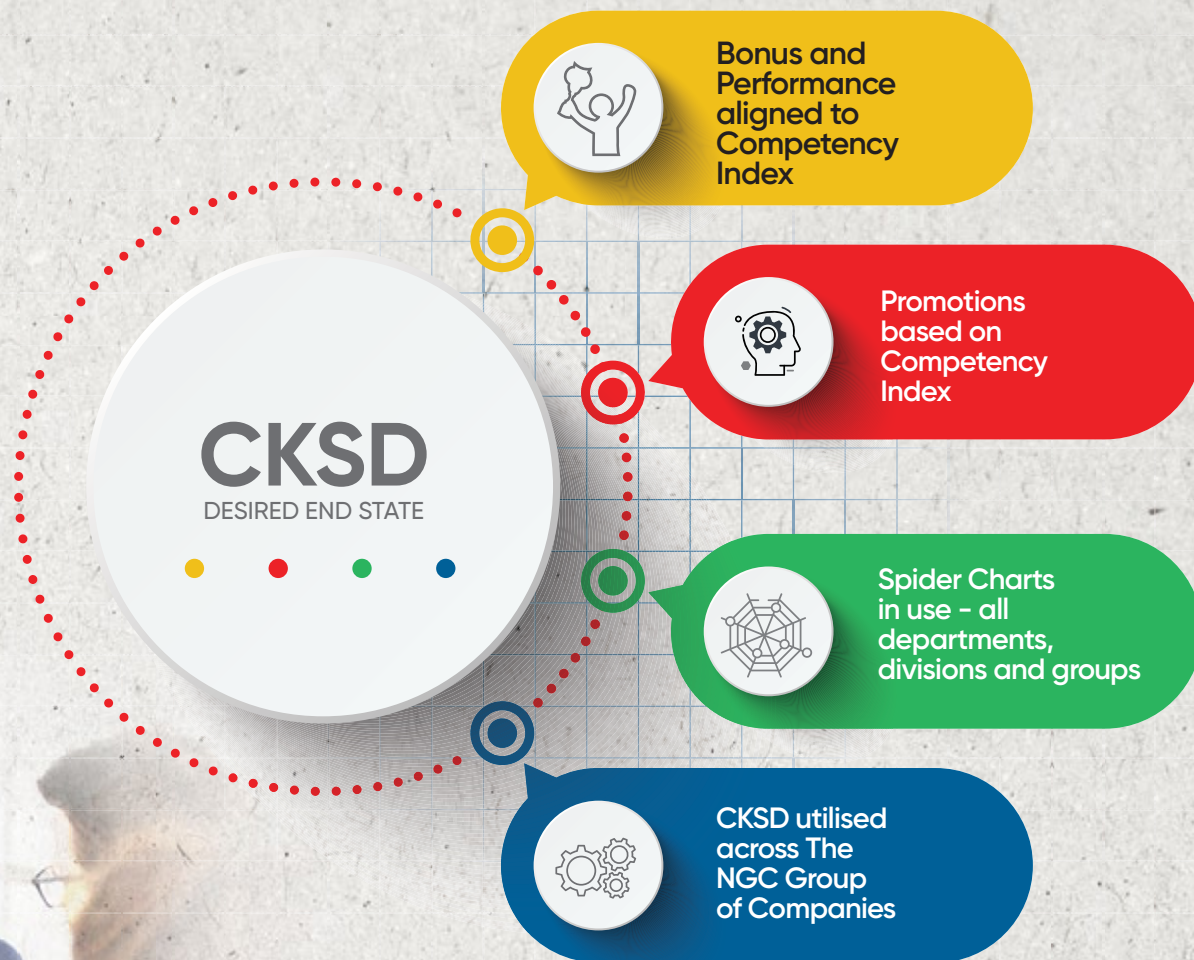 CKSD
DESIRED END STATE
Bonus and
Performance
aligned to
Competency
Index
Promotions
based on
Competency
Index
Spider Charts
in use - all
departments,
divisions and groups
CKSD utilised
across The
NGC Group
of Companies